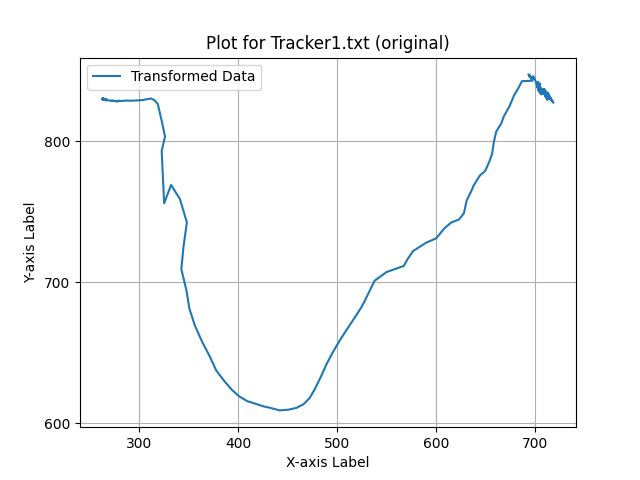 Plot for Tracker1.txt (original)
Transformed Data
800
700
600
Y-axis Label
300 400 500 600 700
X-axis Label